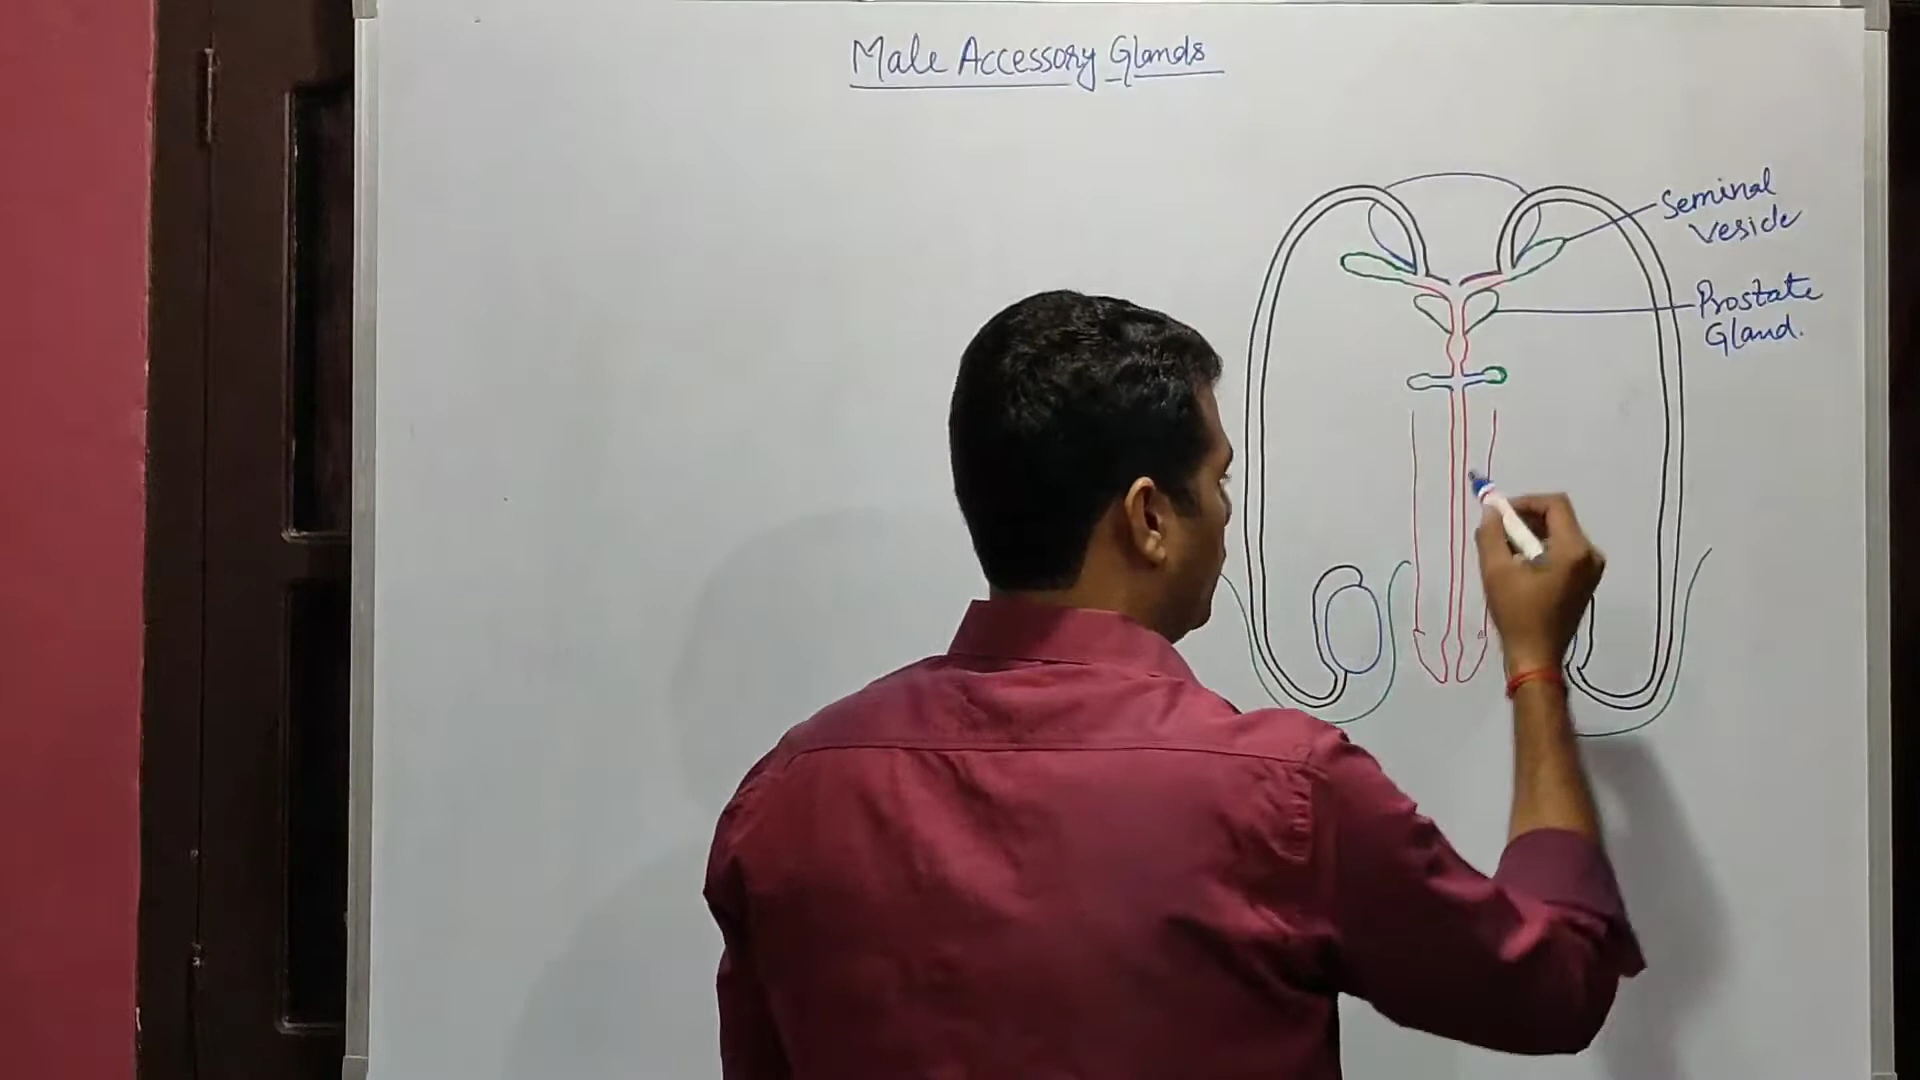 Male Accessory Glands
Seminal
vesicle
Prostate
Gland.